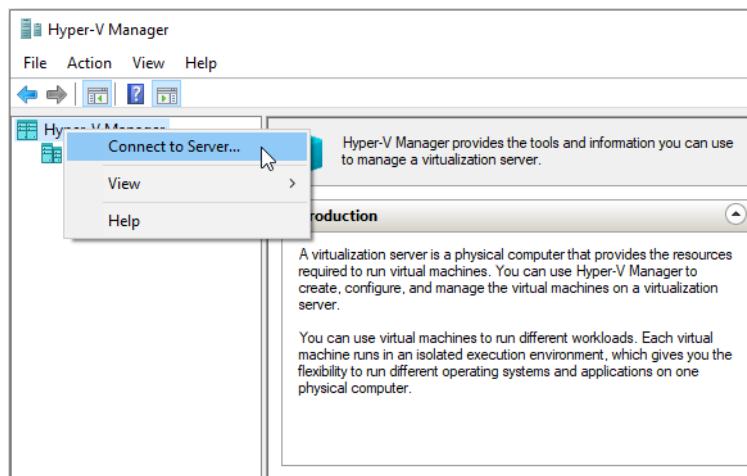 Hyper-V Manager
File Action View Help
Hyper-V Manager
Connect to Server...
View
Help
Hyper-V Manager provides the tools and information you can use
to manage a virtualization server.
roduction
A virtualization server is a physical computer that provides the resources
required to run virtual machines. You can use Hyper-V Manager to
create, configure, and manage the virtual machines on a virtualization
server.
You can use virtual machines to run different workloads. Each virtual
machine runs in an isolated execution environment, which gives you the
flexibility to run different operating systems and applications on one
physical computer.